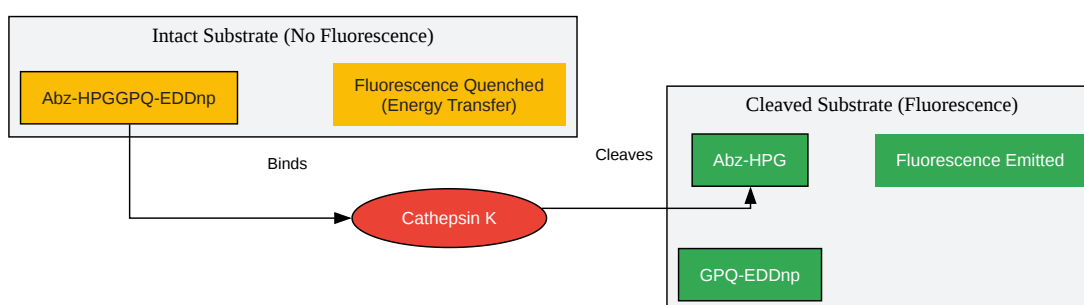 Intact Substrate (No Fluorescence)
Abz-HPGGPQ-EDDnp
Fluorescence Quenched
(Energy Transfer)
Binds
Cathepsin K
Cleaves
Cleaved Substrate (Fluorescence)
Abz-HPG
Fluorescence Emitted
GPQ-EDDnp